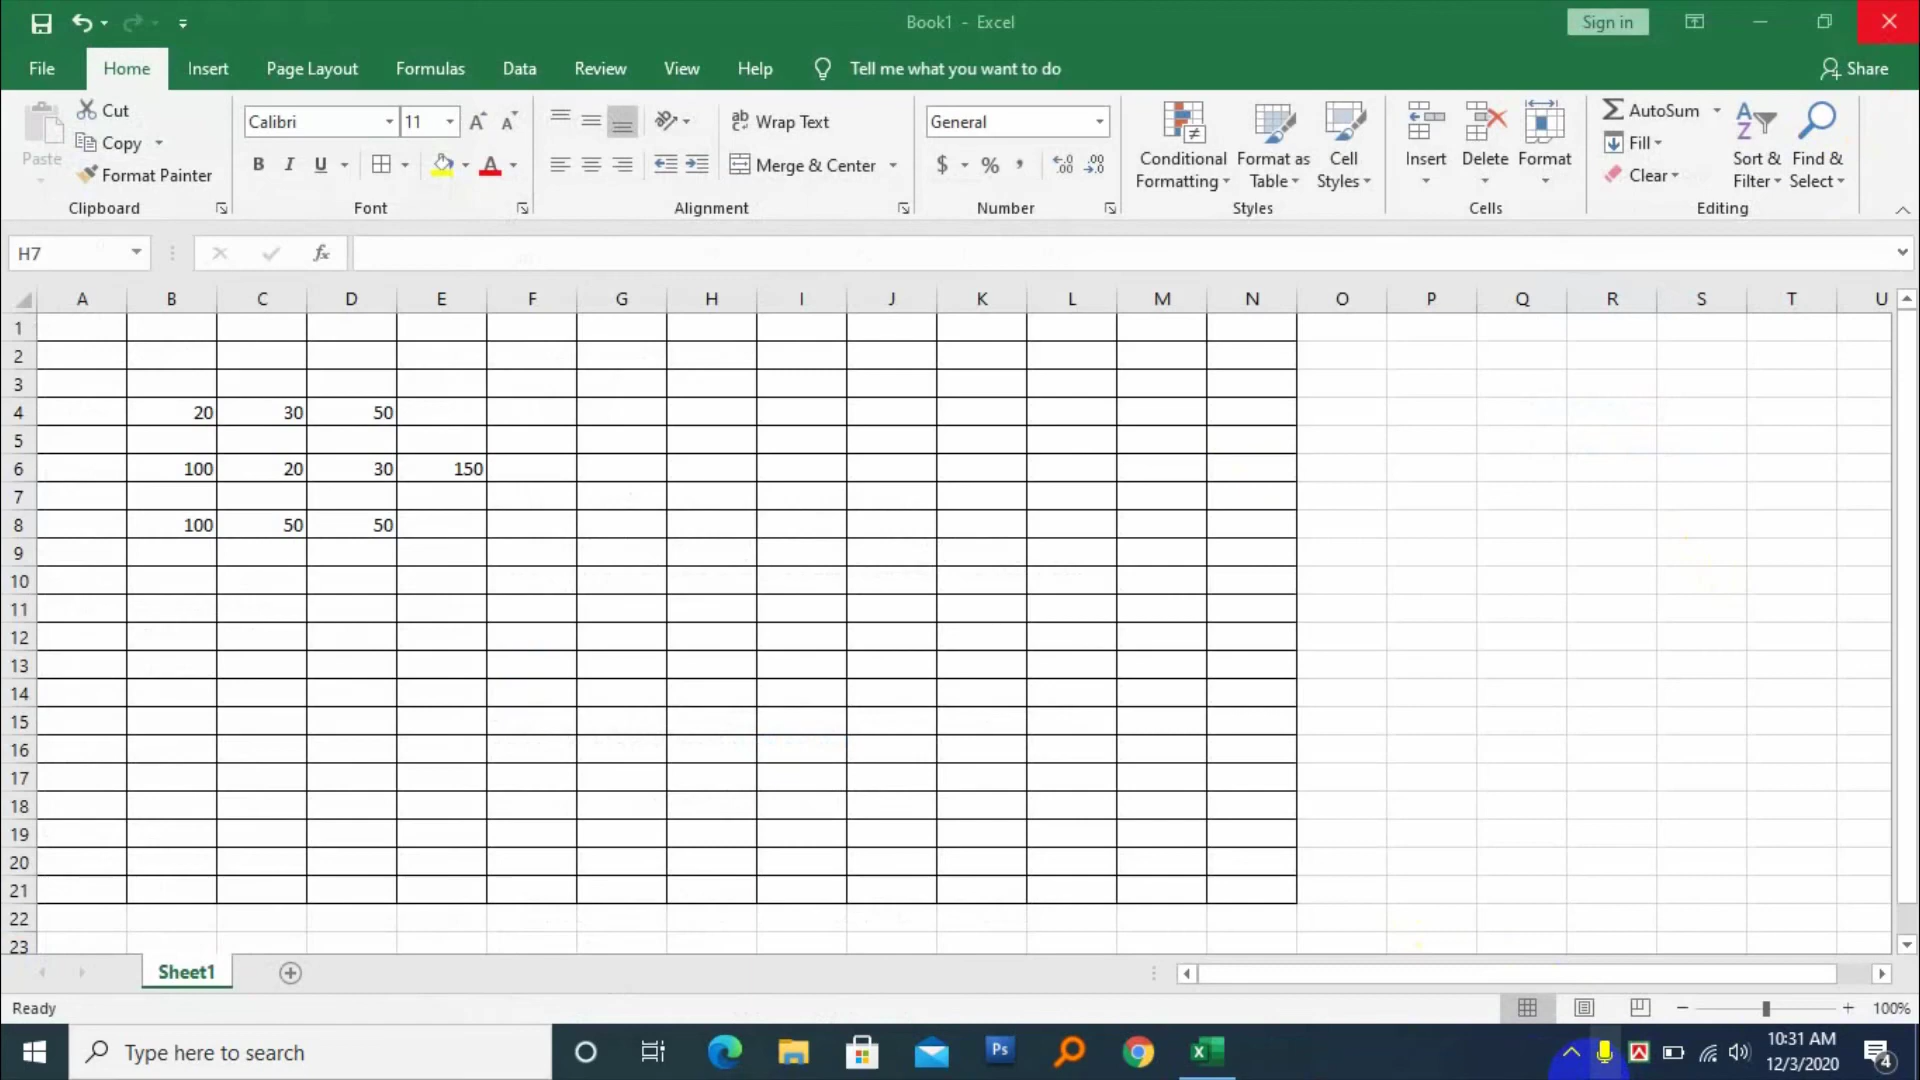 Book1 - Excel
Sign in
File Home Insert Page Layout Formulas Data Review View Help Tell me what you want to do Share
Paste
Cut
Copy
Format Painter
Clipboard
Calibri 11
B I U A
Font
Wrap Text
Merge & Center
Alignment
General
$ % ,
Number
Conditional Formatting
Format as Table
Cell Styles
Styles
Insert Delete Format
Cells
AutoSum
Fill
Clear
Sort & Filter
Find & Select
Editing
H7 fx
A B C D E F G H I J K L M N O P Q R S T U
1
2
3
4 20 30 50
5
6 100 20 30 150
7
8 100 50 50
9
10
11
12
13
14
15
16
17
18
19
20
21
22
23
Sheet1
Ready 100%
Type here to search
Ps
10:31 AM
12/3/2020
4